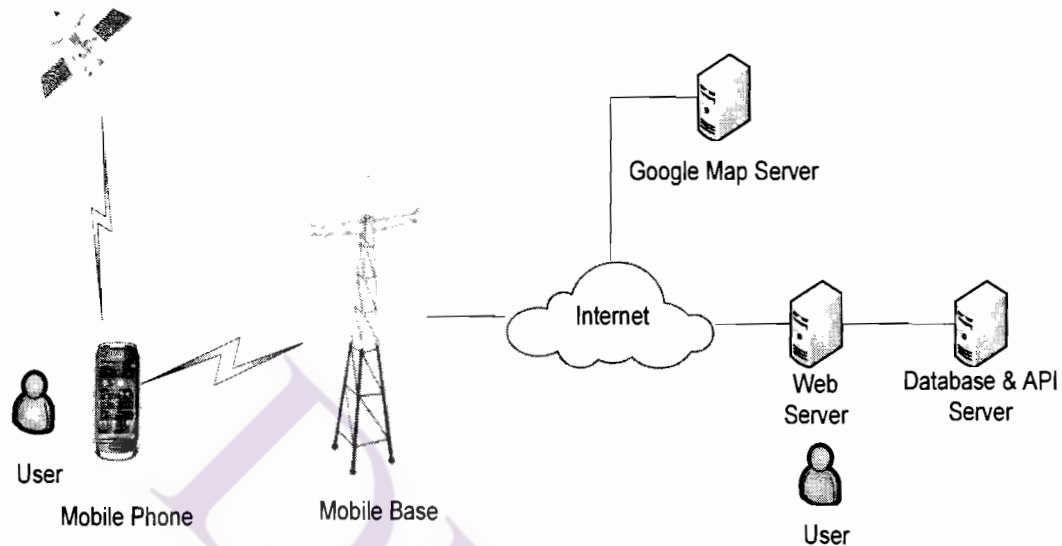 Google Map Server
Internet
Web
Server
Database & API
Server
User
Mobile Phone
Mobile Base
User